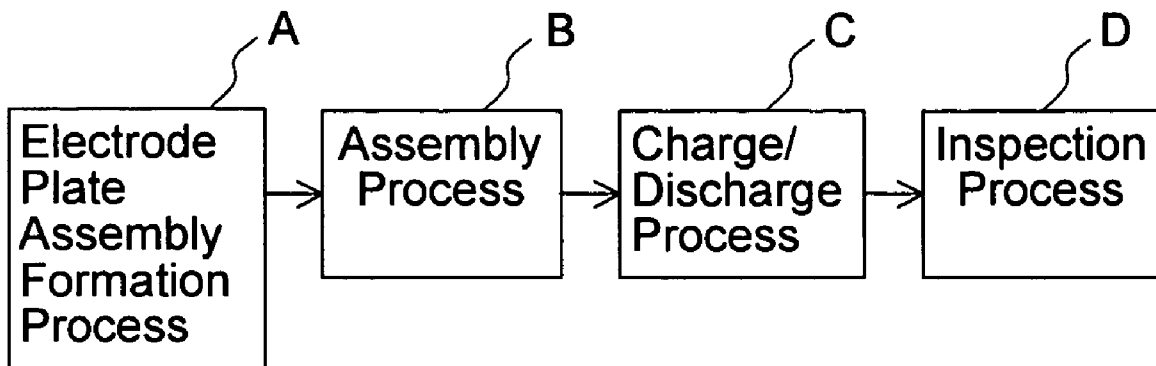 A
B
C
D
Electrode
Plate
Assembly
Formation
Process
Assembly
Process
Charge/
Discharge
Process
Inspection
Process